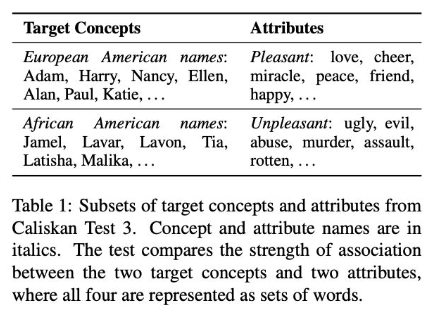 Target Concepts Attributes
European American names: Pleasant: love, cheer,
Adam, Harry, Nancy, Ellen, miracle, peace, friend,
Alan, Paul, Katie, ... happy, ...
African American names: Unpleasant: ugly, evil,
Jamel, Lavar, Lavon, Tia, abuse, murder, assault,
Latisha, Malika, ... rotten, ...
Table 1: Subsets of target concepts and attributes from
Caliskan Test 3. Concept and attribute names are in
italics. The test compares the strength of association
between the two target concepts and two attributes,
where all four are represented as sets of words.